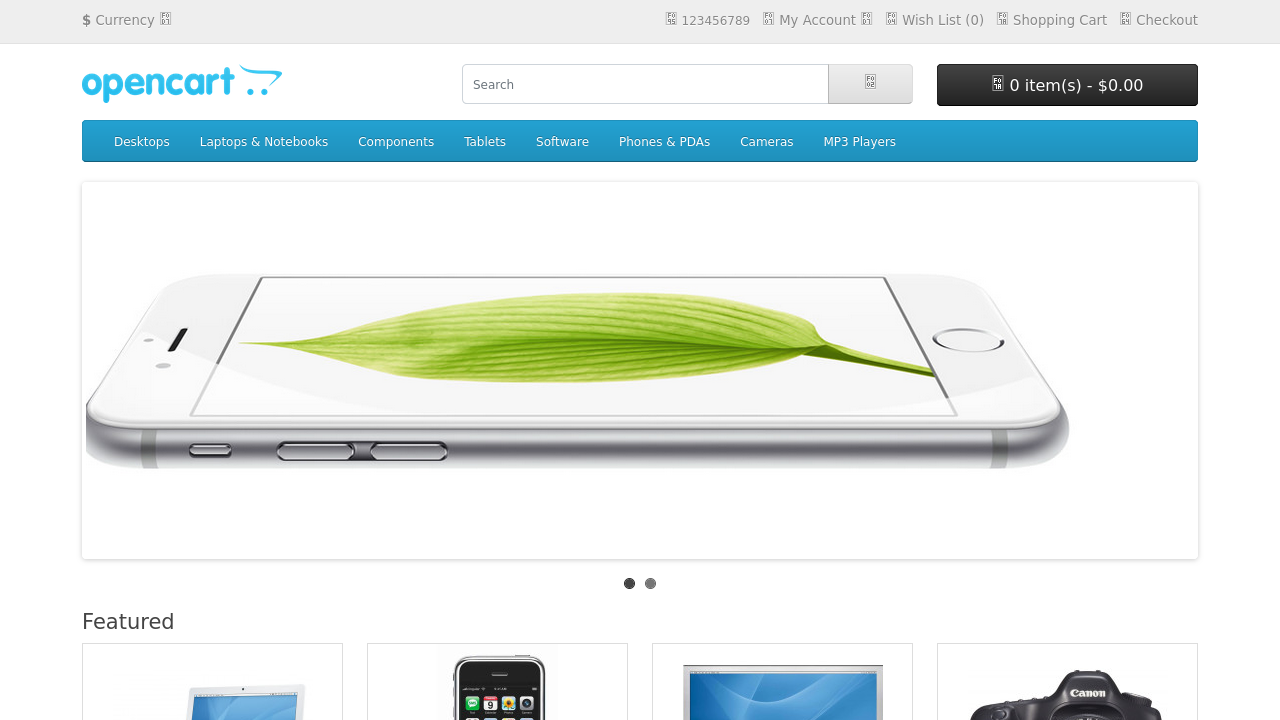 $ Currency
123456789 My Account Wish List (0) Shopping Cart Checkout
opencart
Search
0 item(s) - $0.00
Desktops Laptops & Notebooks Components Tablets Software Phones & PDAs Cameras MP3 Players
Featured
Canon